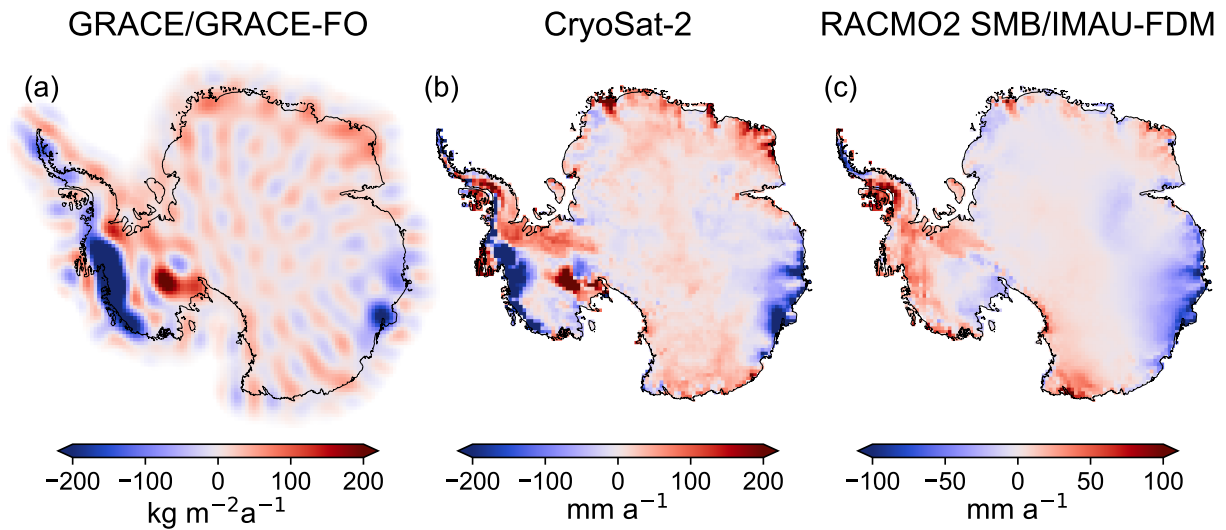 GRACE/GRACE-FO
CryoSat-2
RACMO2 SMB/IMAU-FDM
(a)
(b)
(c)
−200 −100 0 100 200
kg m⁻²a⁻¹
−200 −100 0 100 200
mm a⁻¹
−100 −50 0 50 100
mm a⁻¹